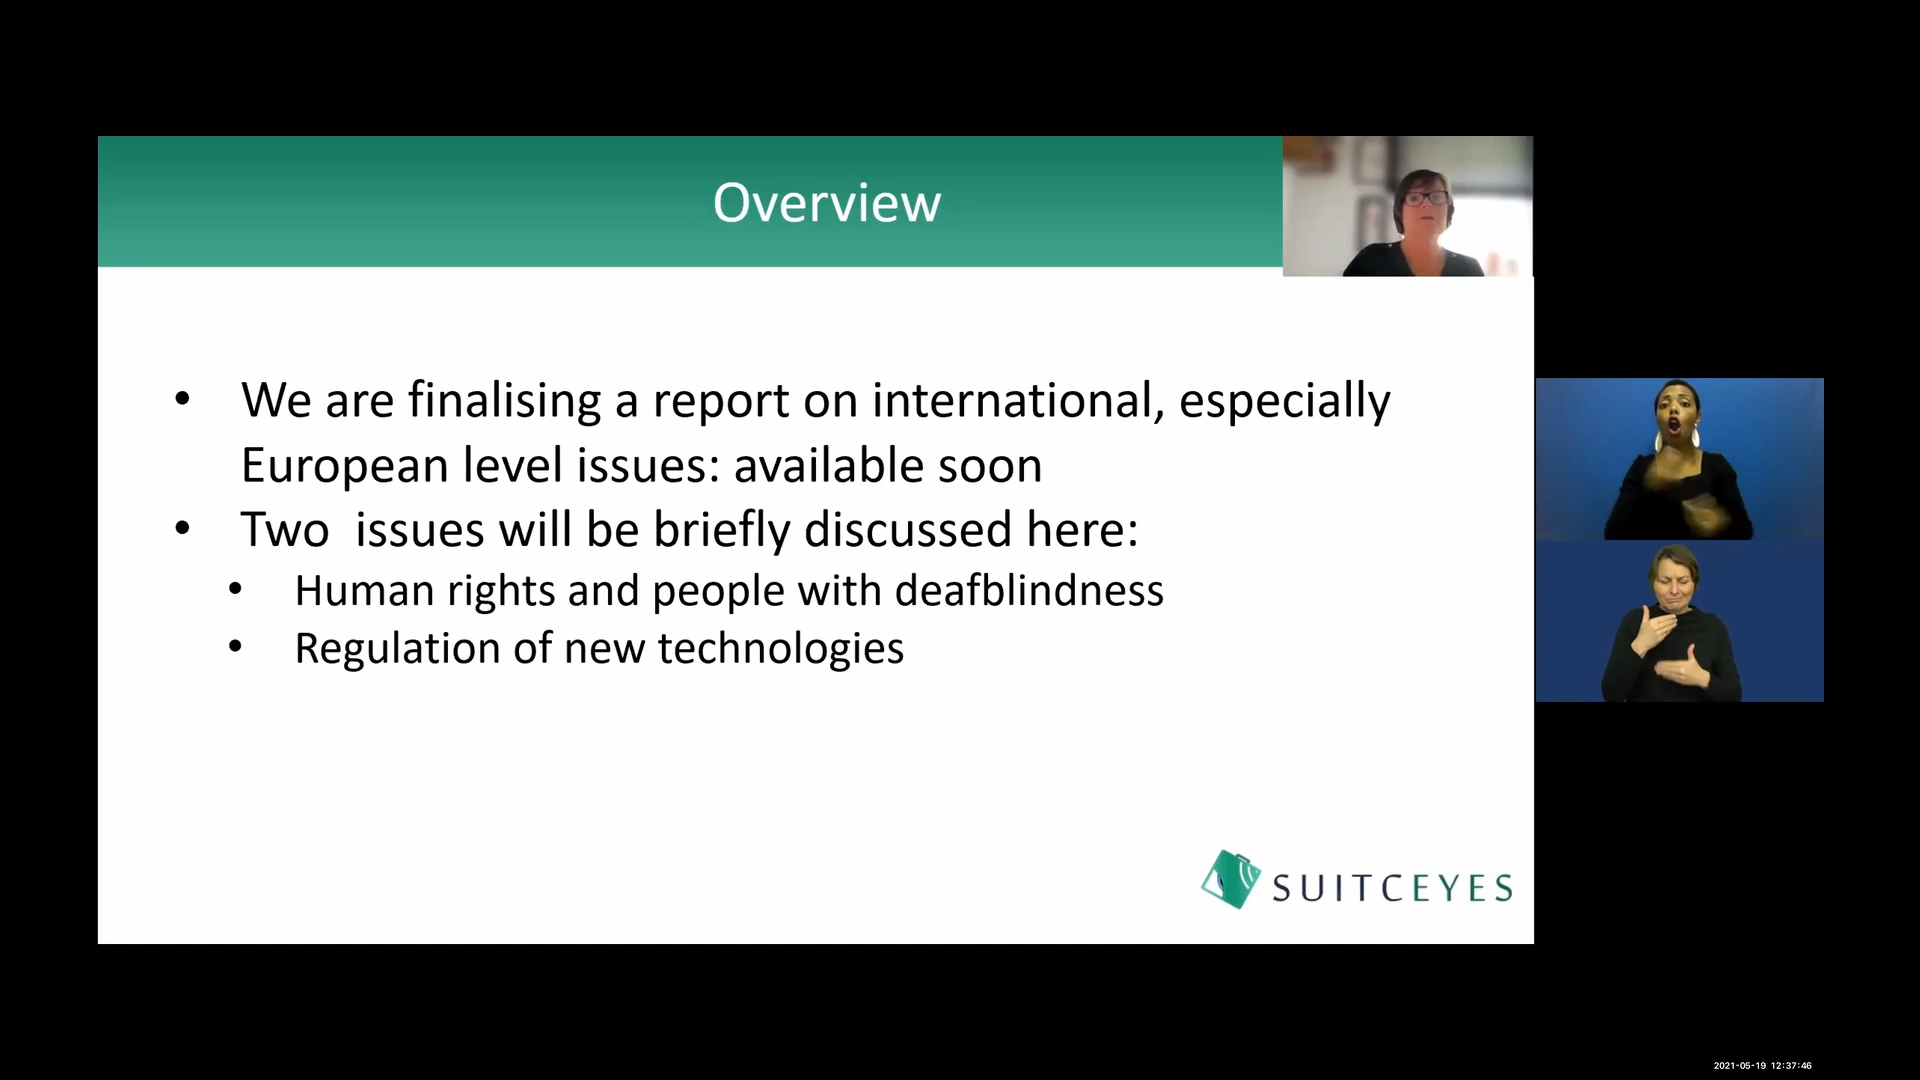 Overview
• We are finalising a report on international, especially
European level issues: available soon
• Two  issues will be briefly discussed here:
• Human rights and people with deafblindness
• Regulation of new technologies
SUITCEYES
2021-05-19 12:37:46